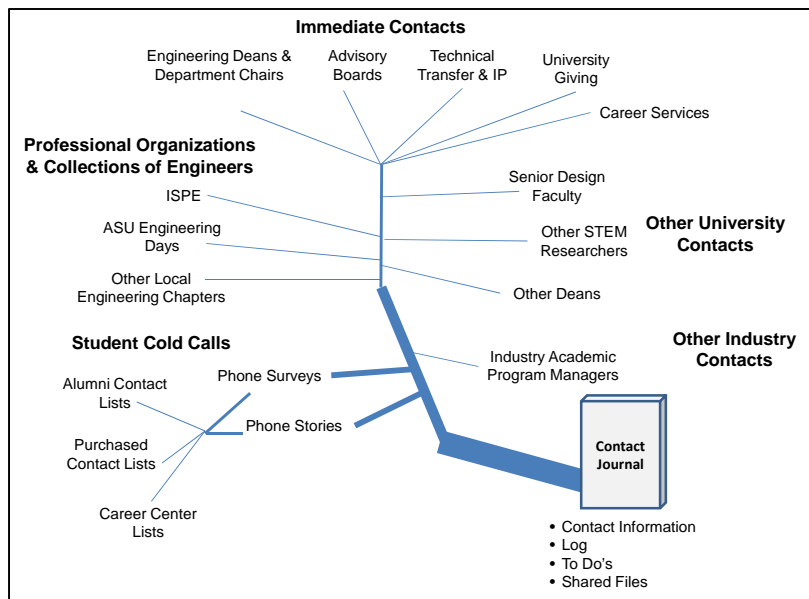 Immediate Contacts
Engineering Deans &
Department Chairs
Advisory
Boards
Technical
Transfer & IP
University
Giving
Career Services
Professional Organizations
& Collections of Engineers
ISPE
ASU Engineering
Days
Other Local
Engineering Chapters
Senior Design
Faculty
Other STEM
Researchers
Other Deans
Other University
Contacts
Student Cold Calls
Alumni Contact
Lists
Purchased
Contact Lists
Career Center
Lists
Phone Surveys
Phone Stories
Industry Academic
Program Managers
Other Industry
Contacts
Contact
Journal
• Contact Information
• Log
• To Do's
• Shared Files